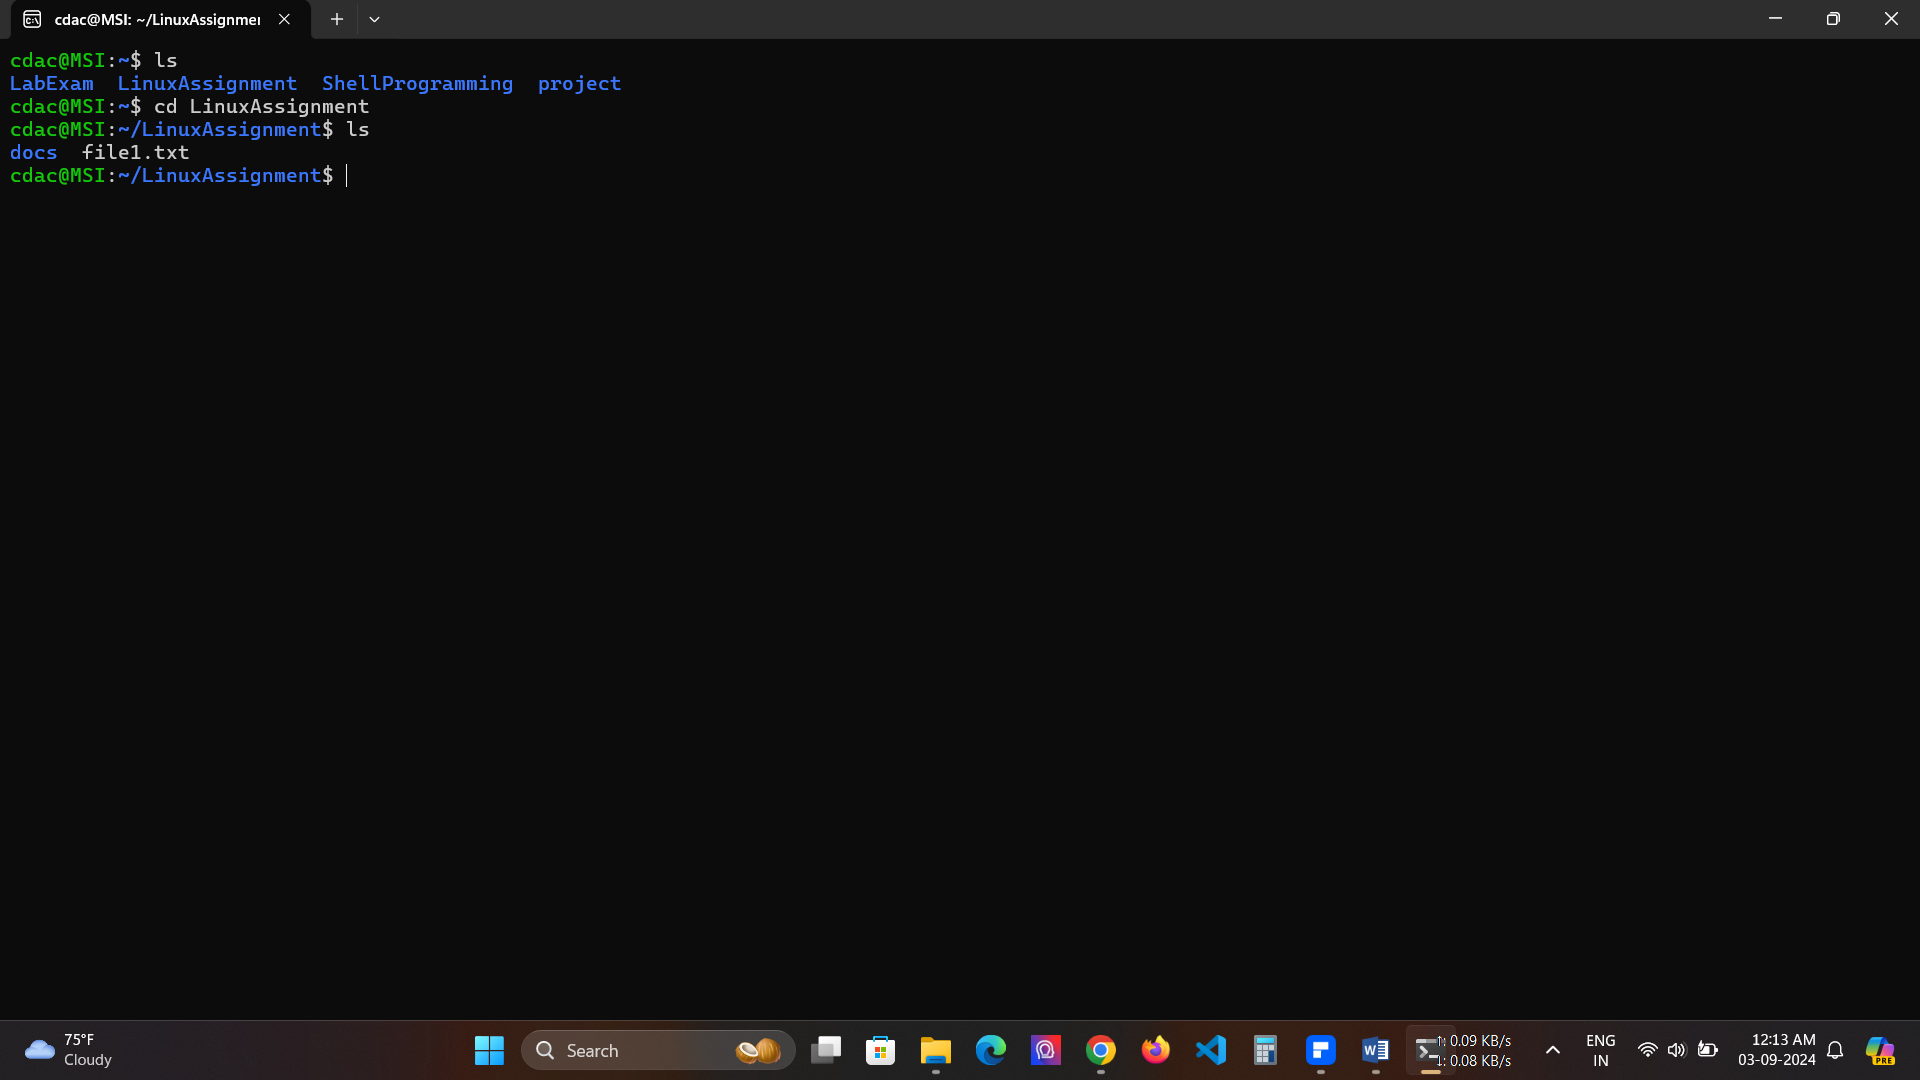 cdac@MSI: ~/LinuxAssignmer
cdac@MSI:~$ ls
LabExam  LinuxAssignment  ShellProgramming  project
cdac@MSI:~$ cd LinuxAssignment
cdac@MSI:~/LinuxAssignment$ ls
docs  file1.txt
cdac@MSI:~/LinuxAssignment$
75°F
Cloudy
Search
↑: 0.09 KB/s
↓: 0.08 KB/s
ENG
IN
12:13 AM
03-09-2024
PRE